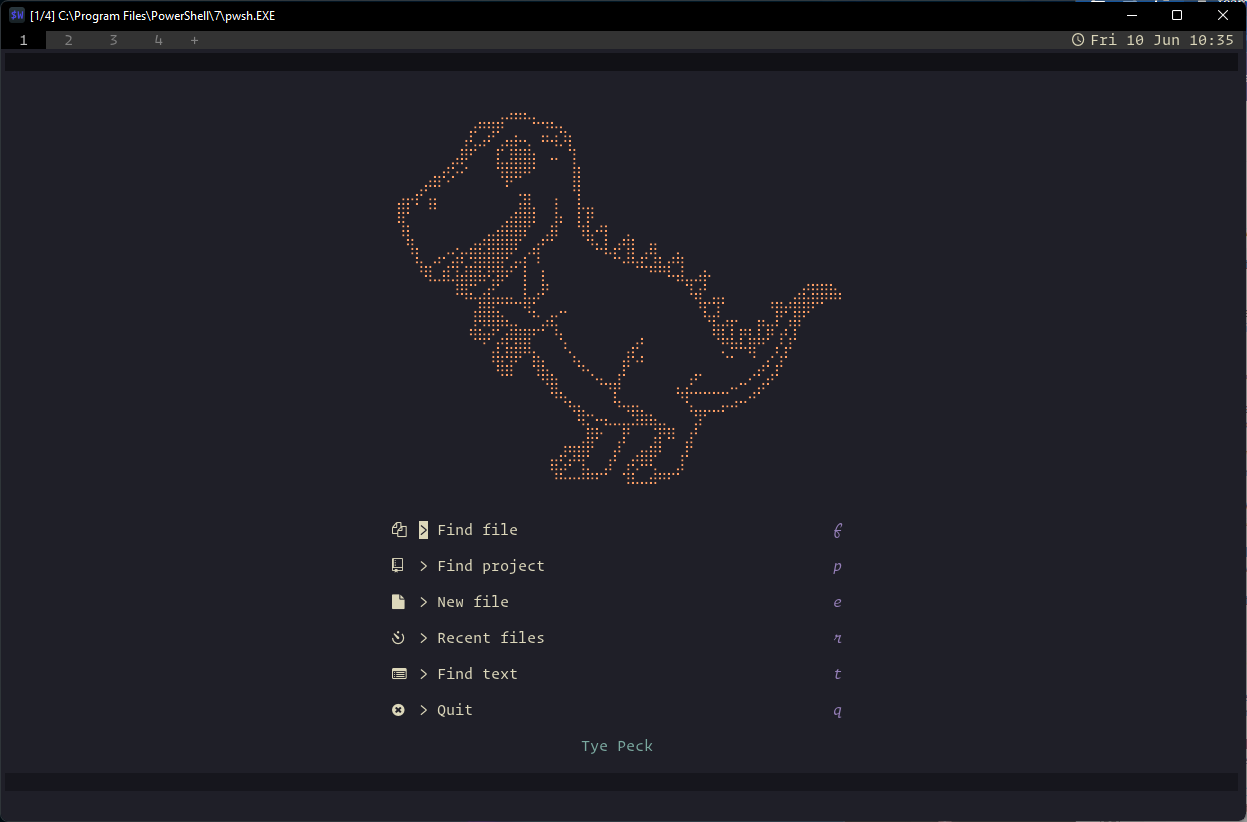 $W [1/4] C:\Program Files\PowerShell\7\pwsh.EXE
1 2 3 4 + Fri 10 Jun 10:35
> Find file f
> Find project p
> New file e
> Recent files r
> Find text t
> Quit q
Tye Peck